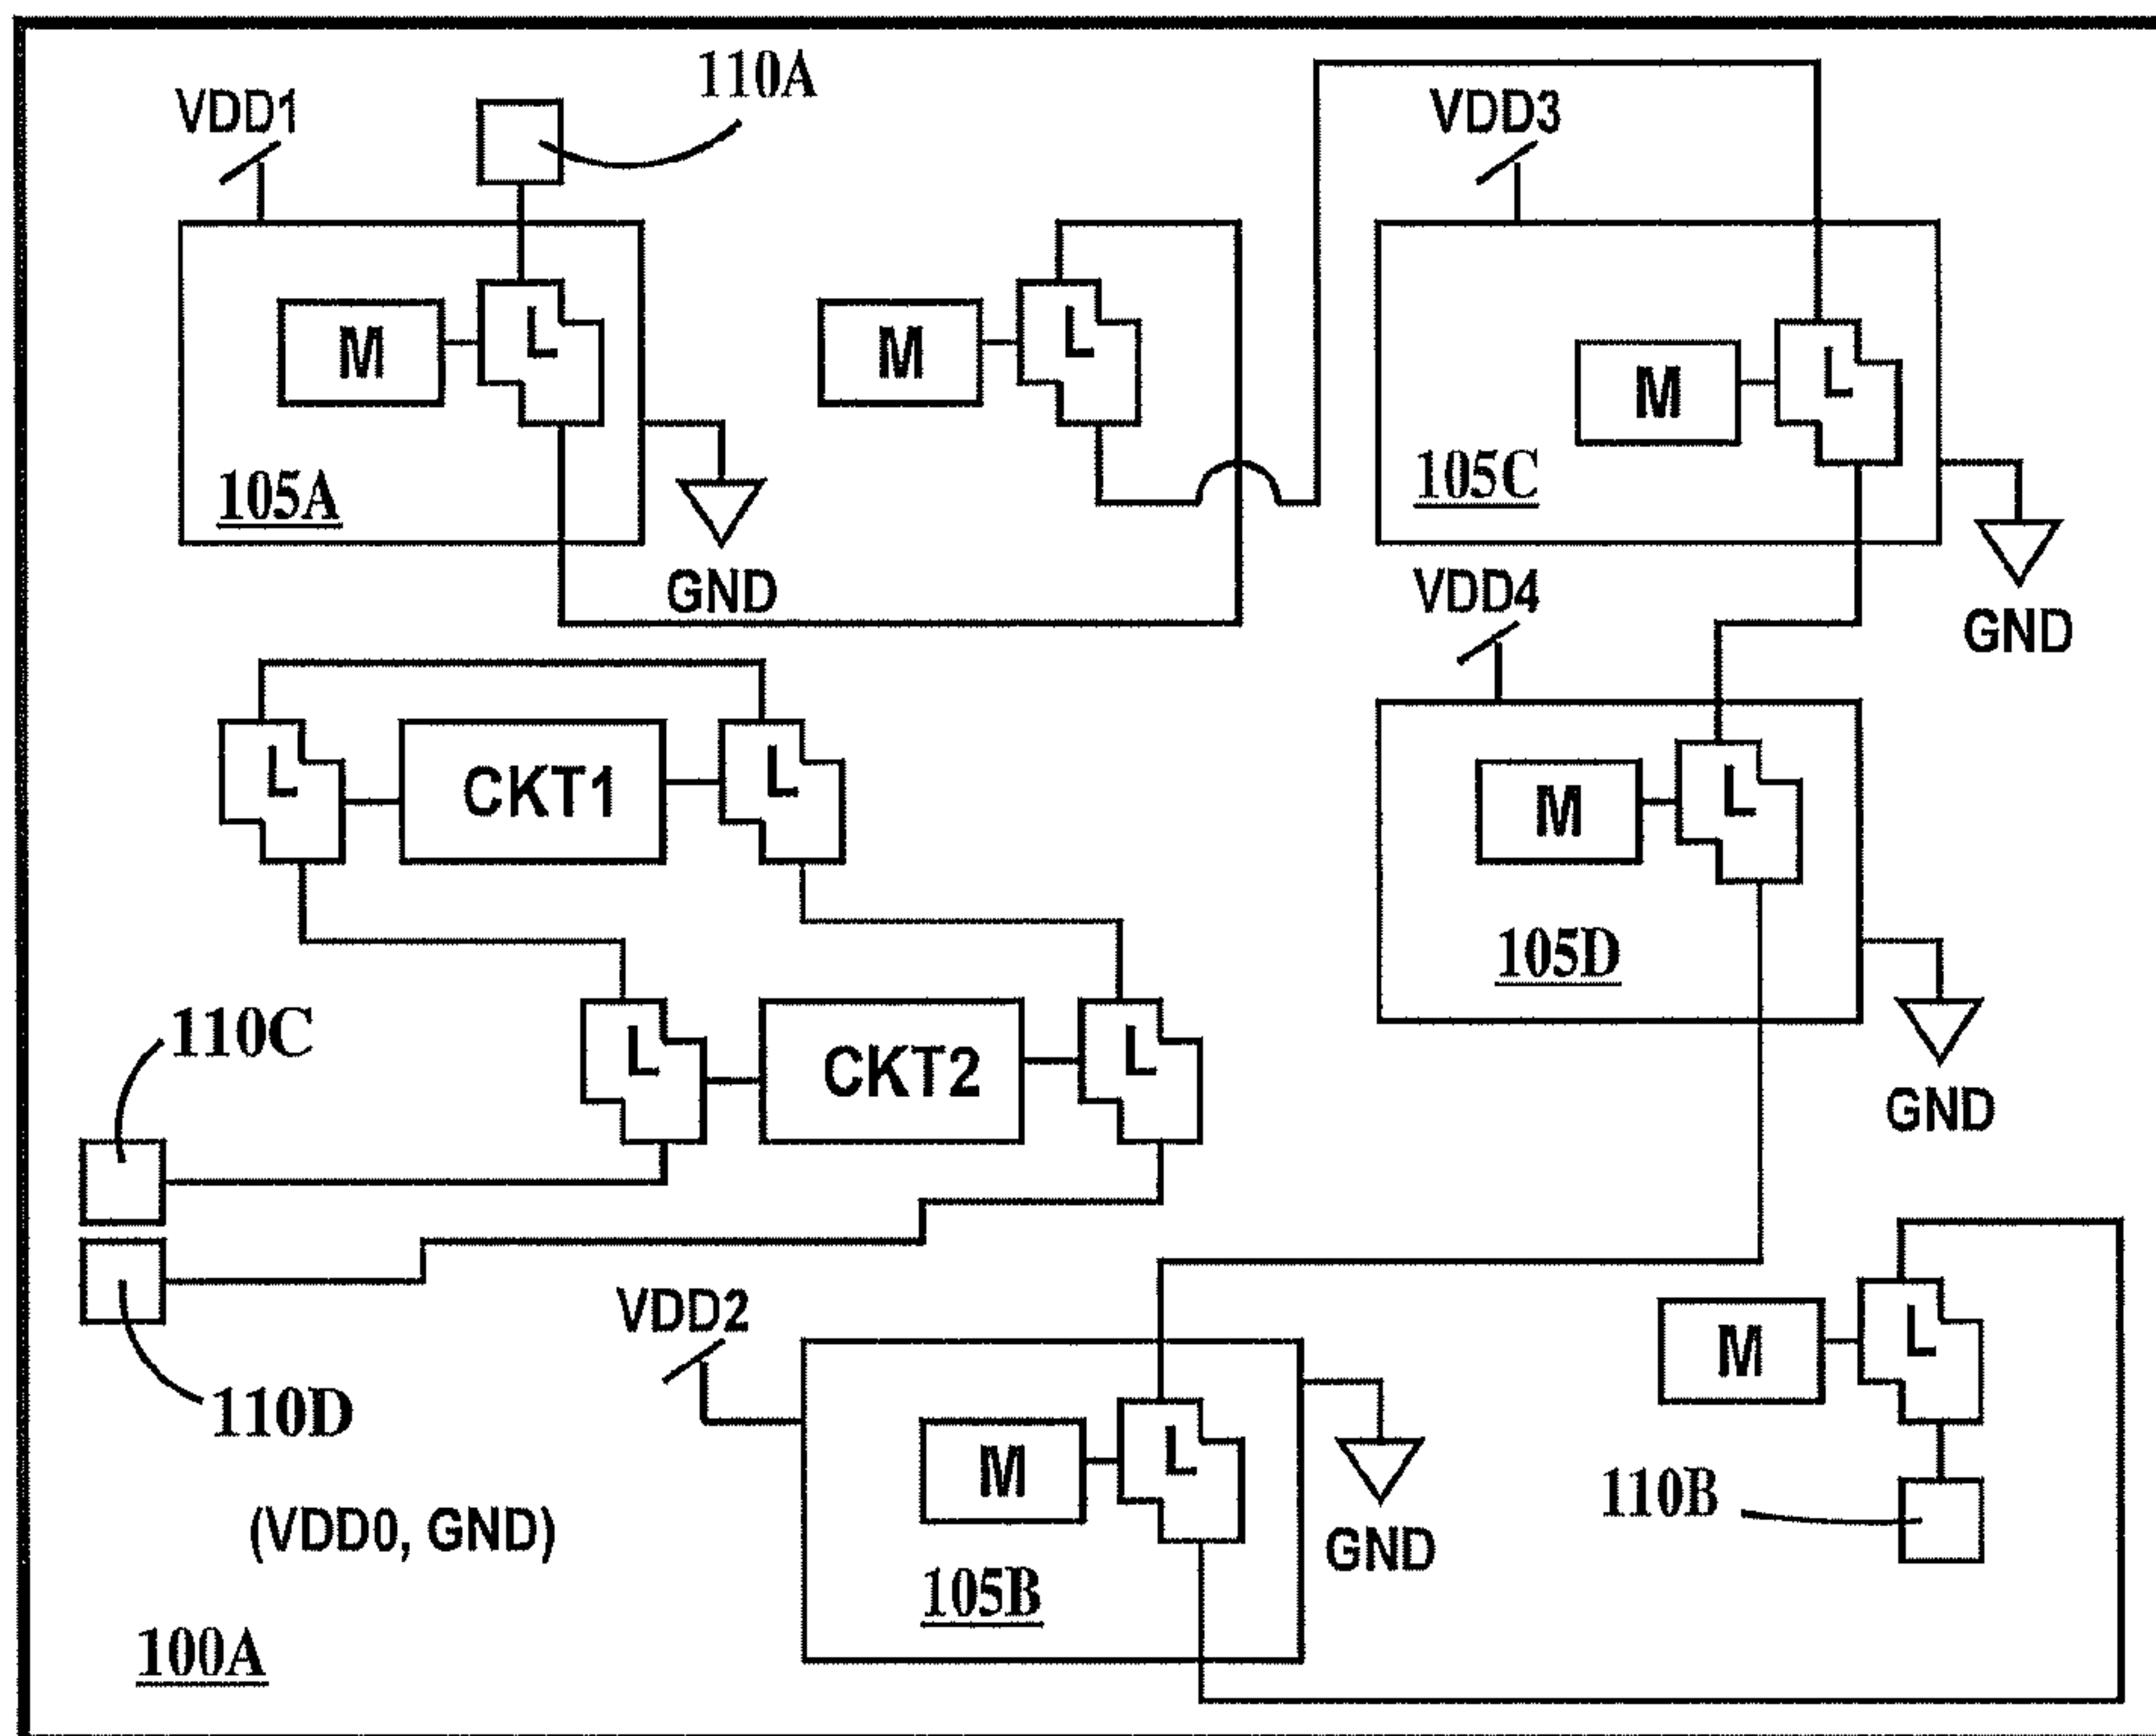 110A
VDD1
VDD3
M
L
M
L
M
L
105A
105C
GND
VDD4
GND
L
CKT1
L
M
L
105D
110C
L
CKT2
L
GND
110D
VDD2
M
L
M
L
110B
(VDD0, GND)
GND
105B
100A